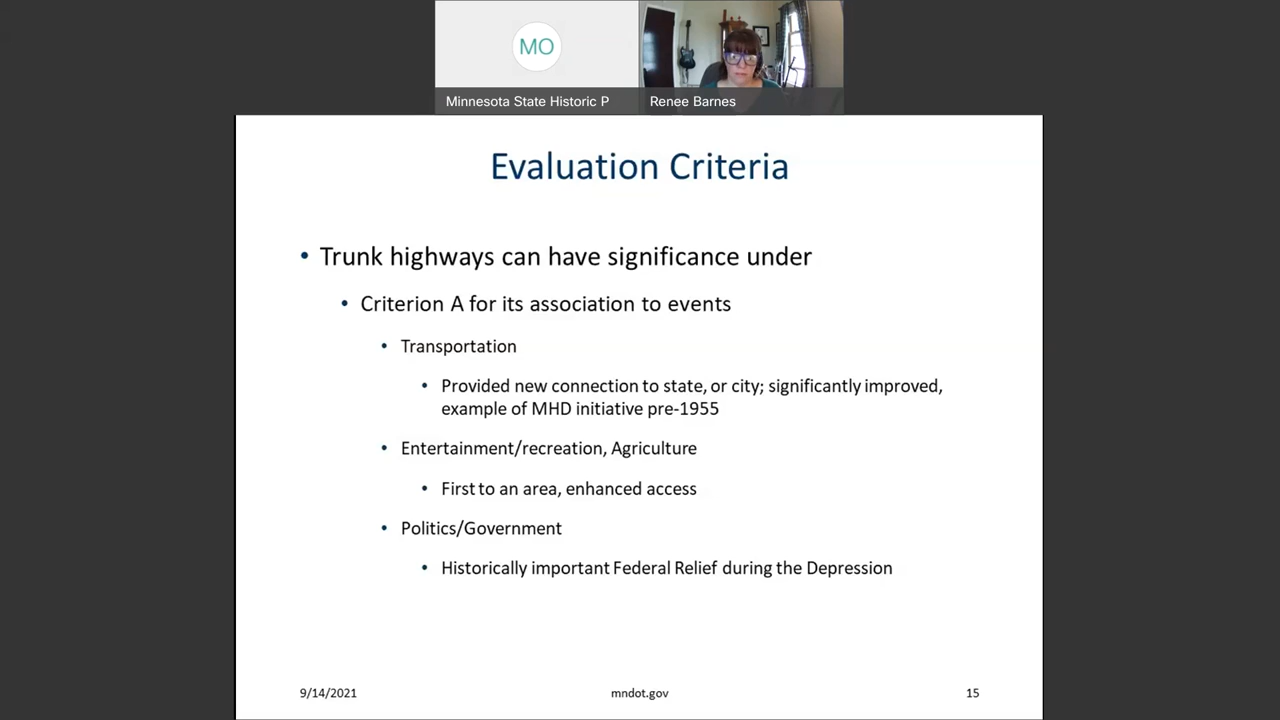 MO
Minnesota State Historic P
Renee Barnes
Evaluation Criteria
• Trunk highways can have significance under
• Criterion A for its association to events
• Transportation
• Provided new connection to state, or city; significantly improved,
example of MHD initiative pre-1955
• Entertainment/recreation, Agriculture
• First to an area, enhanced access
• Politics/Government
• Historically important Federal Relief during the Depression
9/14/2021
mndot.gov
15